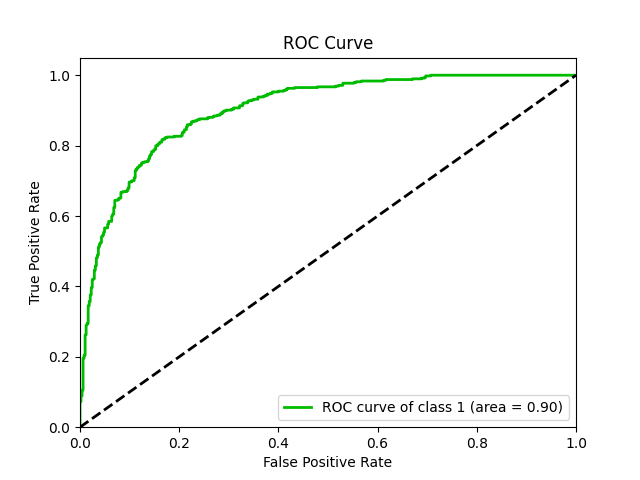 ROC Curve
True Positive Rate
1.0
0.8
0.6
0.4
0.2
0.0
ROC curve of class 1 (area = 0.90)
0.0 0.2 0.4 0.6 0.8 1.0
False Positive Rate